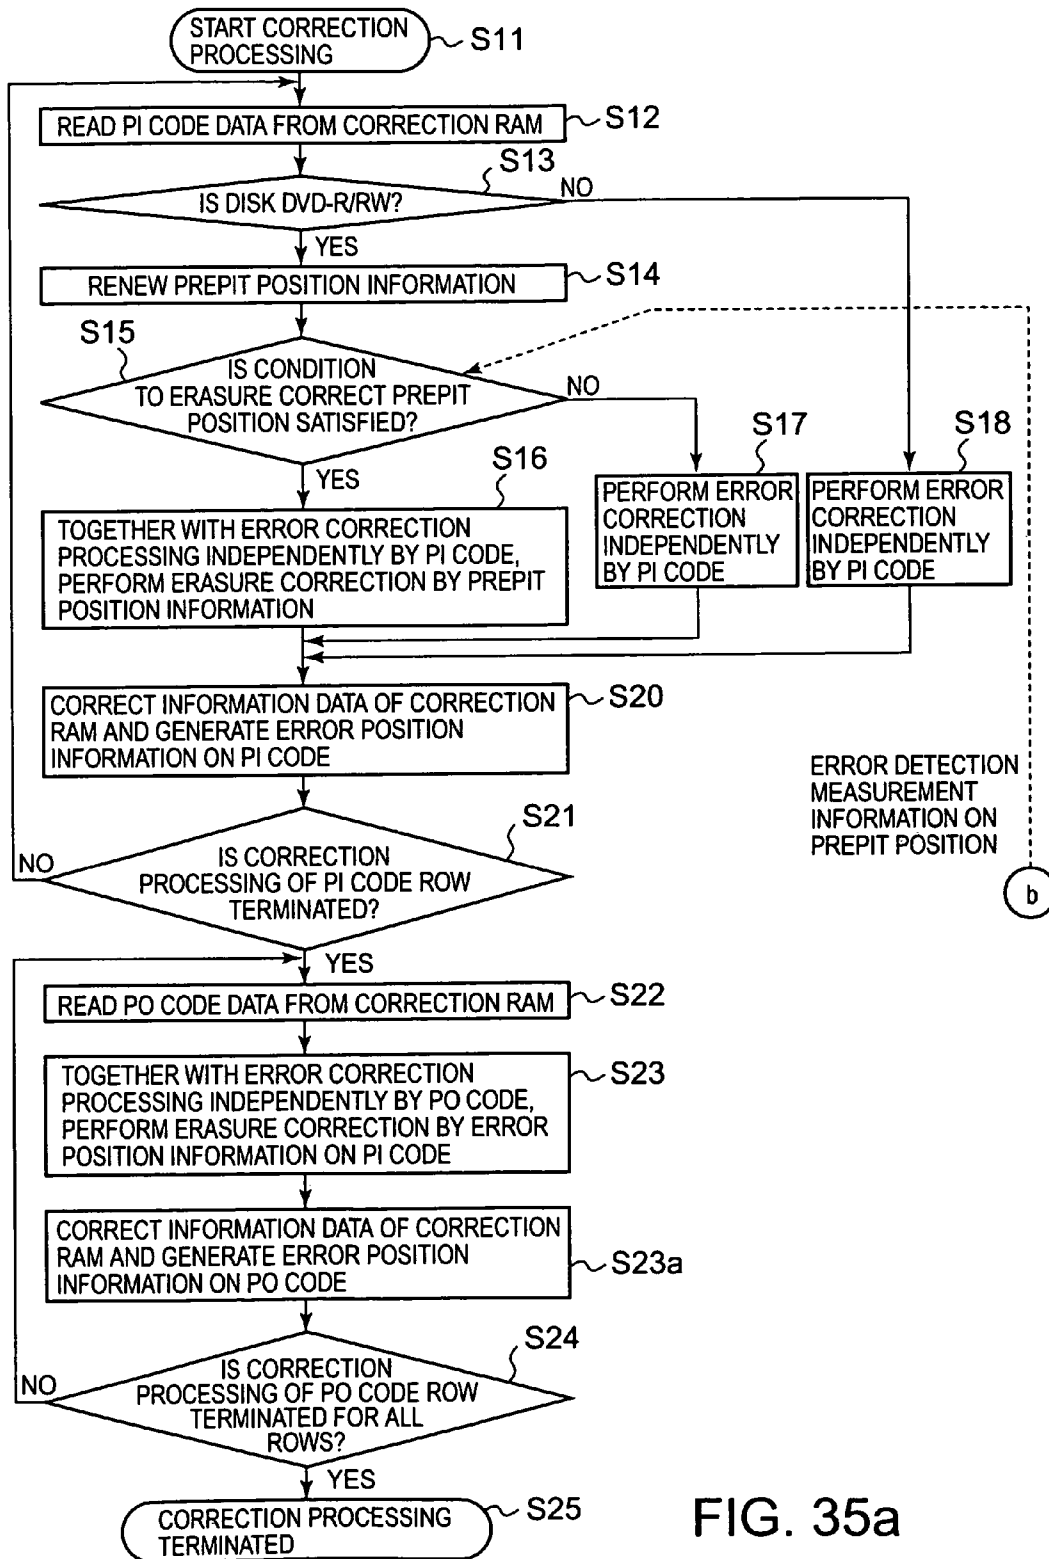 START CORRECTION
PROCESSING
S11
READ PI CODE DATA FROM CORRECTION RAM
S12
S13
IS DISK DVD-R/RW?
NO
YES
RENEW PREPIT POSITION INFORMATION
S14
S15
IS CONDITION
TO ERASURE CORRECT PREPIT
POSITION SATISFIED?
NO
YES
S16
TOGETHER WITH ERROR CORRECTION
PROCESSING INDEPENDENTLY BY PI CODE,
PERFORM ERASURE CORRECTION BY PREPIT
POSITION INFORMATION
S17
PERFORM ERROR
CORRECTION
INDEPENDENTLY
BY PI CODE
S18
PERFORM ERROR
CORRECTION
INDEPENDENTLY
BY PI CODE
CORRECT INFORMATION DATA OF CORRECTION
RAM AND GENERATE ERROR POSITION
INFORMATION ON PI CODE
S20
ERROR DETECTION
MEASUREMENT
INFORMATION ON
PREPIT POSITION
b
S21
IS CORRECTION
PROCESSING OF PI CODE ROW
TERMINATED?
NO
YES
READ PO CODE DATA FROM CORRECTION RAM
S22
TOGETHER WITH ERROR CORRECTION
PROCESSING INDEPENDENTLY BY PO CODE,
PERFORM ERASURE CORRECTION BY ERROR
POSITION INFORMATION ON PI CODE
S23
CORRECT INFORMATION DATA OF CORRECTION
RAM AND GENERATE ERROR POSITION
INFORMATION ON PO CODE
S23a
S24
IS CORRECTION
PROCESSING OF PO CODE ROW
TERMINATED FOR ALL
ROWS?
NO
YES
CORRECTION PROCESSING
TERMINATED
S25
FIG. 35a